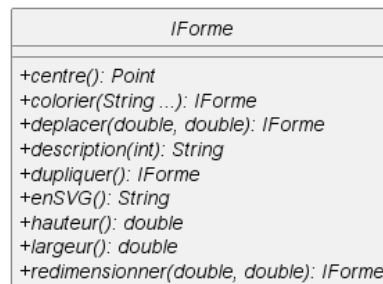 IForme
+centre(): Point
+colorier(String ...): IForme
+deplacer(double, double): IForme
+description(int): String
+dupliquer(): IForme
+enSVG(): String
+hauteur(): double
+largeur(): double
+redimensionner(double, double): IForme